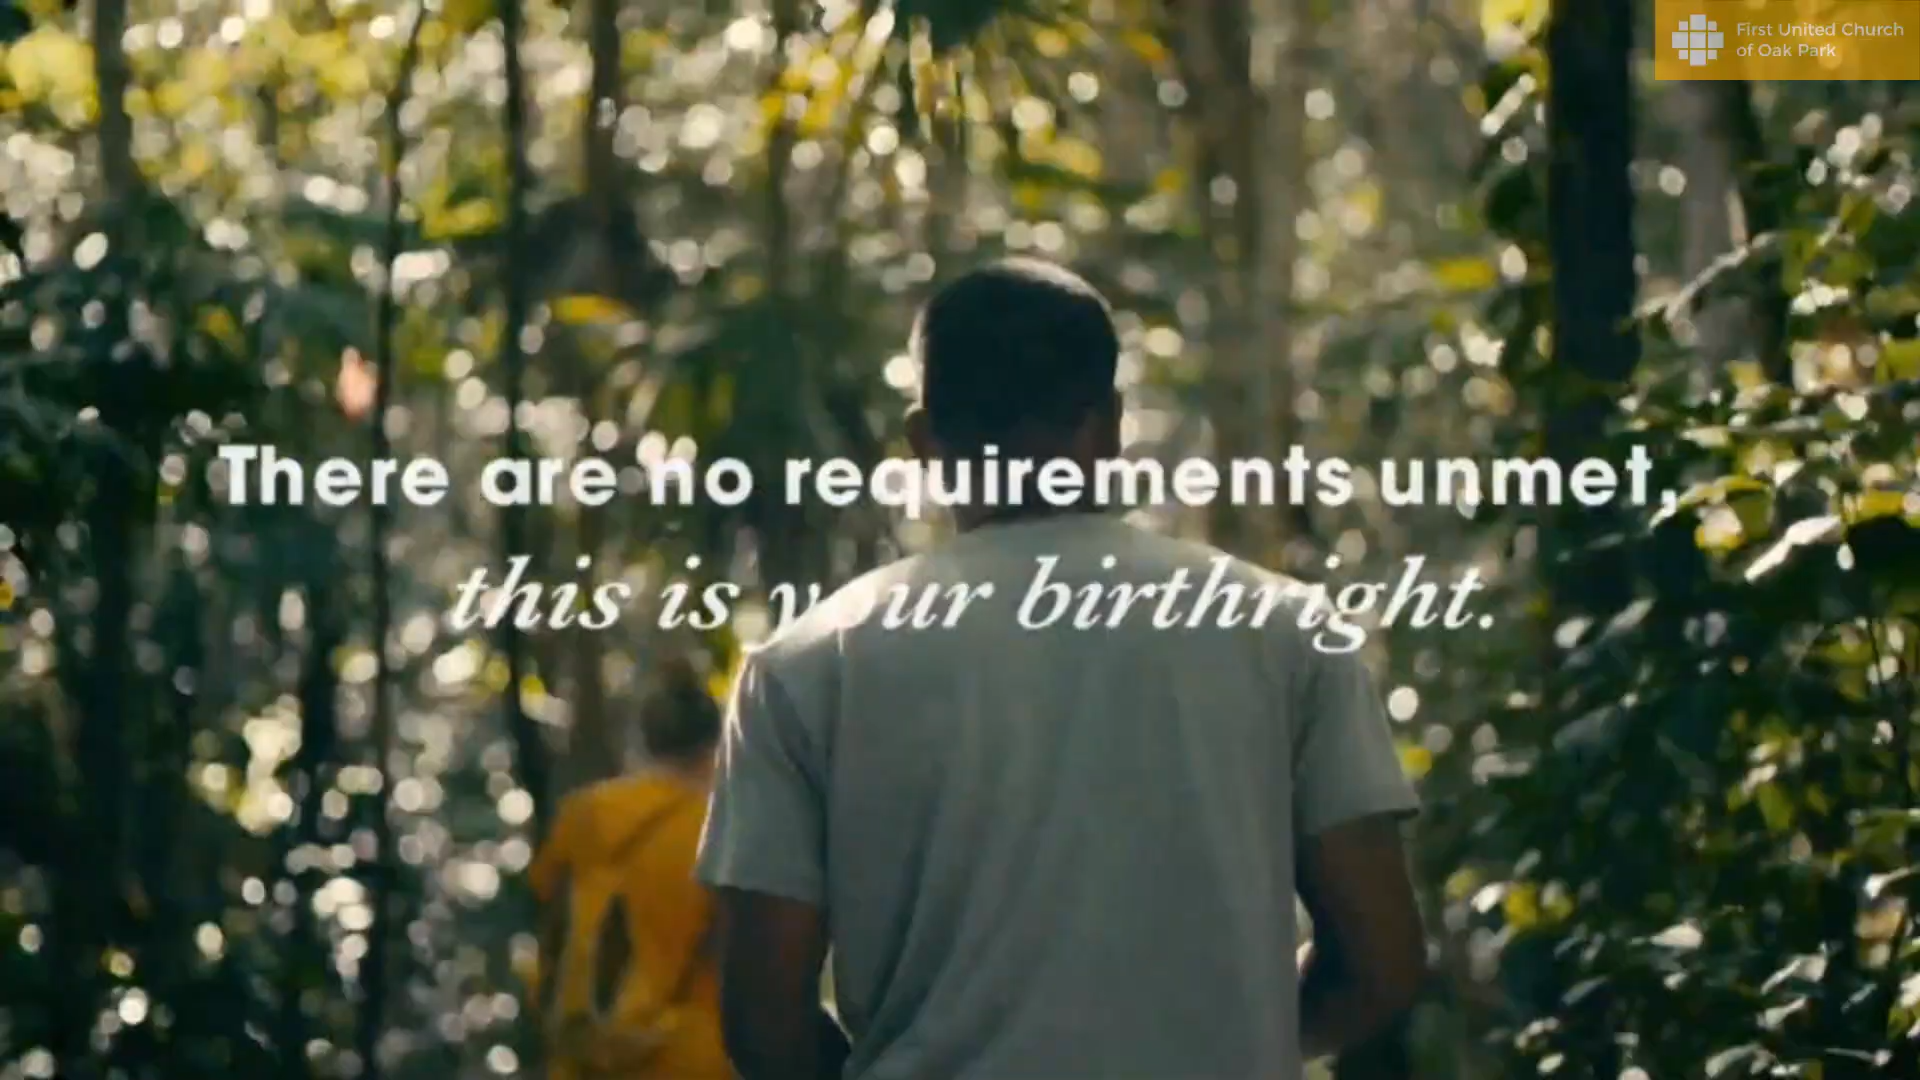 First United Church
of Oak Park
There are no requirements unmet,
this is your birthright.